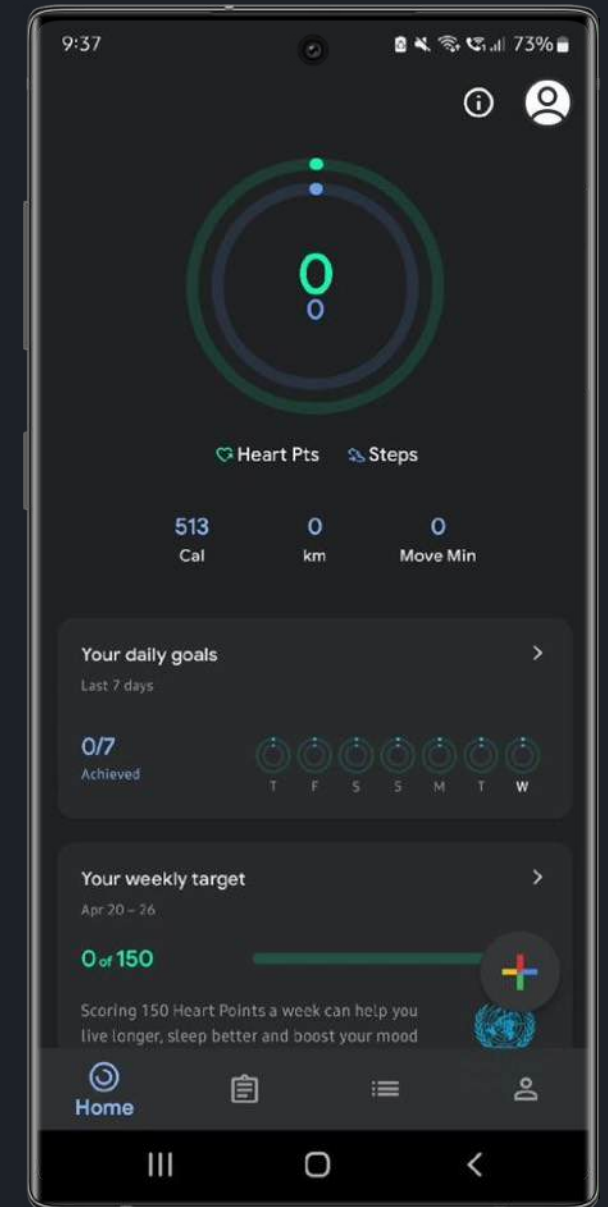 9:37 73%
0
0
Heart Pts Steps
513 0 0
Cal km Move Min
Your daily goals
Last 7 days
0/7
Achieved
T F S S M T W
Your weekly target
Apr 20 – 26
0 of 150
Scoring 150 Heart Points a week can help you
live longer, sleep better and boost your mood
Home